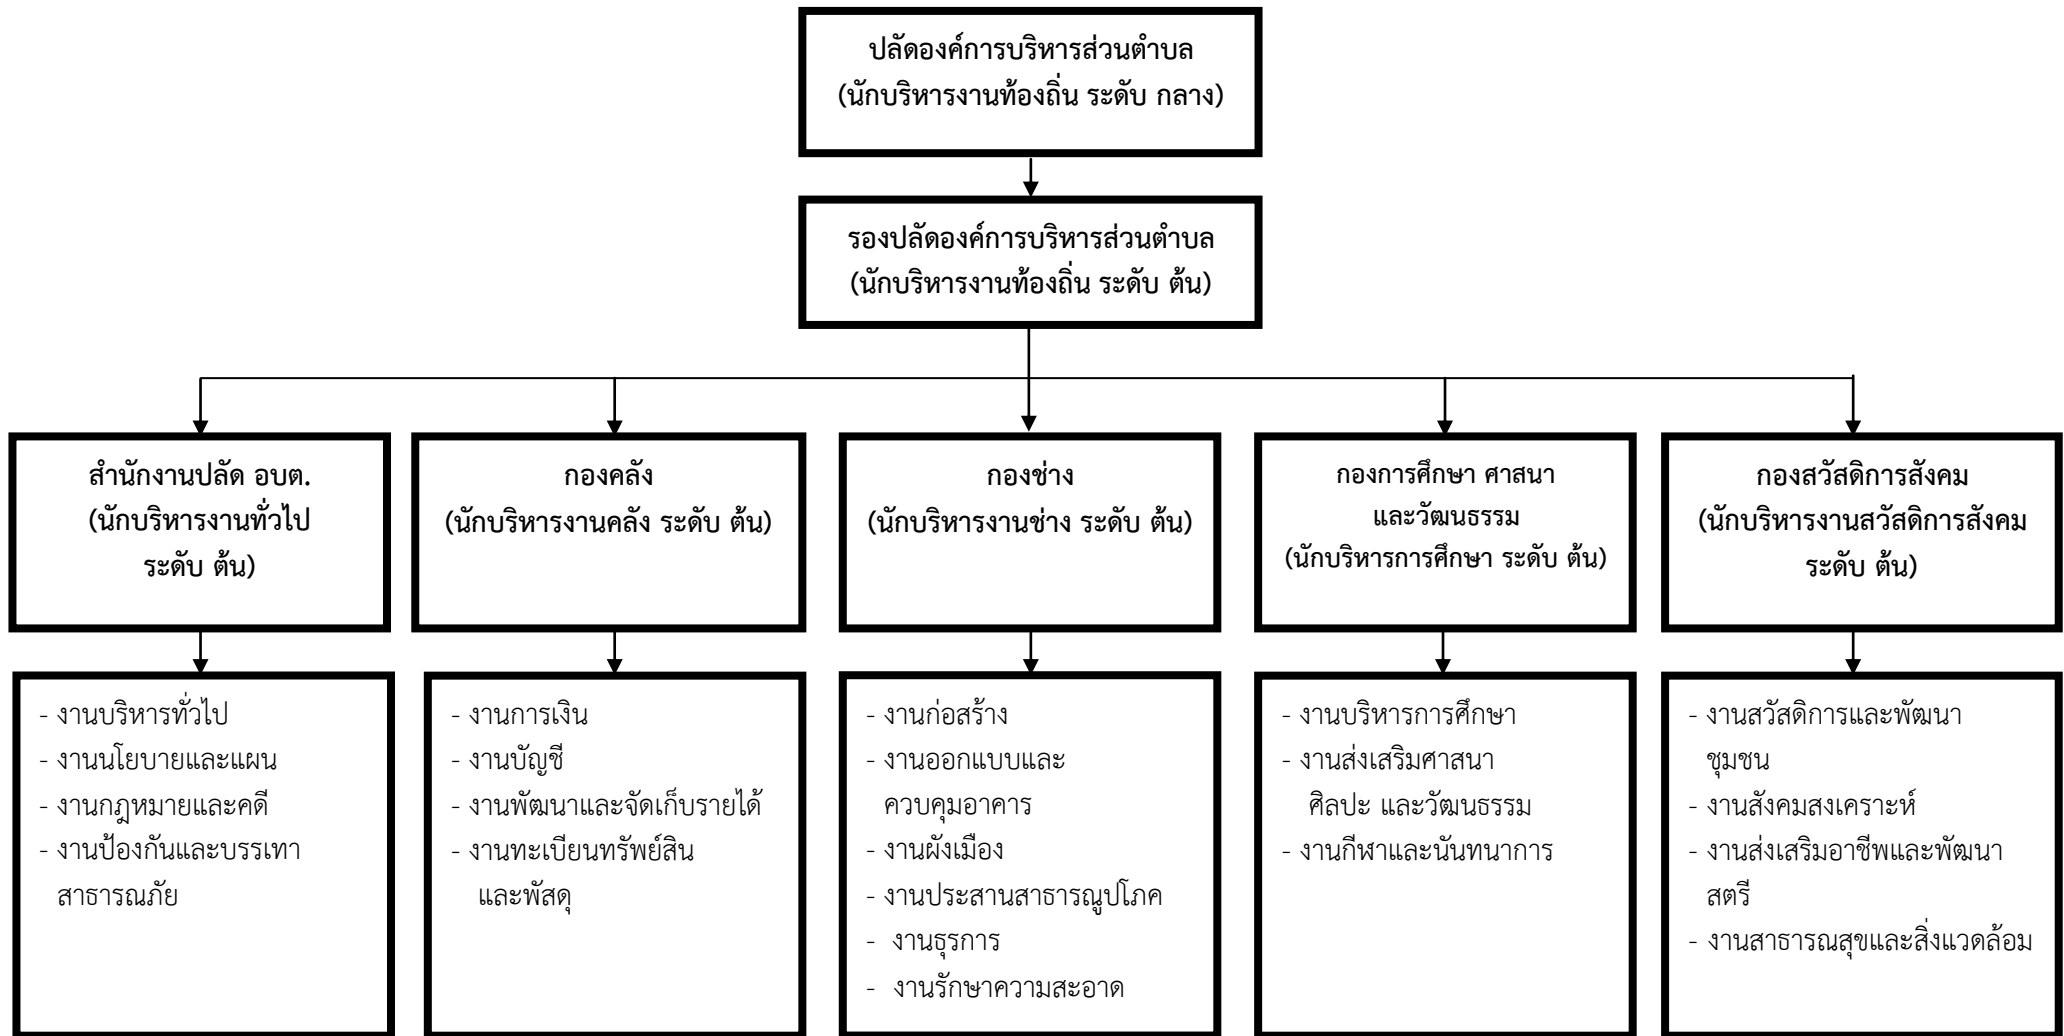 ปลัดองค์การบริหารส่วนตำบล
(นักบริหารงานท้องถิ่น ระดับ กลาง)
รองปลัดองค์การบริหารส่วนตำบล
(นักบริหารงานท้องถิ่น ระดับ ต้น)
สำนักงานปลัด อบต.
(นักบริหารงานทั่วไป
ระดับ ต้น)
กองคลัง
(นักบริหารงานคลัง ระดับ ต้น)
กองช่าง
(นักบริหารงานช่าง ระดับ ต้น)
กองการศึกษา ศาสนา
และวัฒนธรรม
(นักบริหารการศึกษา ระดับ ต้น)
กองสวัสดิการสังคม
(นักบริหารงานสวัสดิการสังคม
ระดับ ต้น)
- งานบริหารทั่วไป
- งานนโยบายและแผน
- งานกฎหมายและคดี
- งานป้องกันและบรรเทา
สาธารณภัย
- งานการเงิน
- งานบัญชี
- งานพัฒนาและจัดเก็บรายได้
- งานทะเบียนทรัพย์สิน
และพัสดุ
- งานก่อสร้าง
- งานออกแบบและ
ควบคุมอาคาร
- งานผังเมือง
- งานประสานสาธารณูปโภค
- งานธุรการ
- งานรักษาความสะอาด
- งานบริหารการศึกษา
- งานส่งเสริมศาสนา
ศิลปะ และวัฒนธรรม
- งานกีฬาและนันทนาการ
- งานสวัสดิการและพัฒนา
ชุมชน
- งานสังคมสงเคราะห์
- งานส่งเสริมอาชีพและพัฒนา
สตรี
- งานสาธารณสุขและสิ่งแวดล้อม